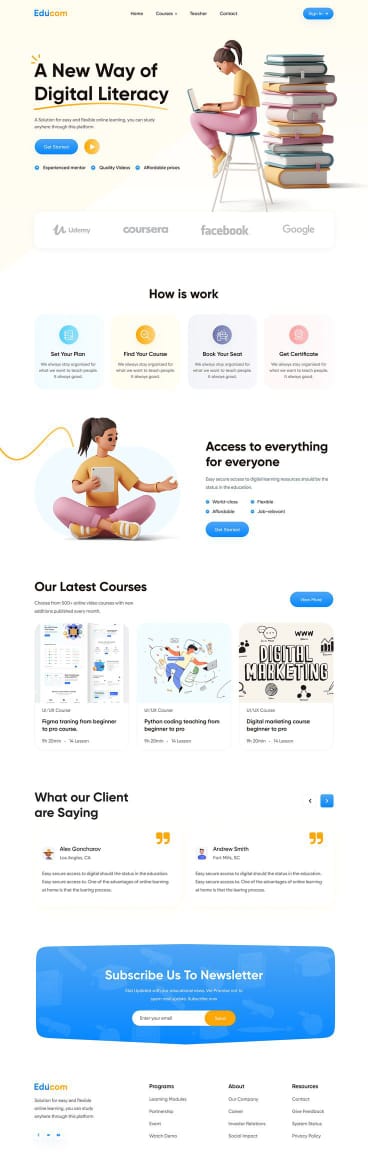 Educom
Home Courses Teacher Contact
Sign In
A New Way of
Digital Literacy
A Solution for easy and flexible online learning, you can study
anyhere through this platform
Get Started
Experienced mentor Quality Videos Affordable prices
Udemy coursera facebook Google
How is work
Set Your Plan
We always stay organized for
what we want to teach people.
It always good.
Find Your Course
We always stay organized for
what we want to teach people.
It always good.
Book Your Seat
We always stay organized for
what we want to teach people.
It always good.
Get Certificate
We always stay organized for
what we want to teach people.
It always good.
Access to everything
for everyone
Easy secure access to digital learning resources should be the
status in the education.
World-class Flexible
Affordable Job-relevant
Get Started
Our Latest Courses
Choose from 500+ online video courses with new
additions published every month.
View More
WWW
DIGITAL
MARKETING
UI/UX Course
Figma traning from beginner
to pro course.
9h 20min - 14 Lesson
UI/UX Course
Python coding teaching from
beginner to pro
9h 20min - 14 Lesson
UI/UX Course
Digital marketing course
beginner to pro
9h 20min - 14 Lesson
What our Client
are Saying
Alex Goncharov
Los Angles, CA
Easy secure access to digital should the status in the education.
Easy secure access to. One of the advantages of online learning
at home is that the learing process.
Andrew Smith
Fort Mills, SC
Easy secure access to digital should the status in the education.
Easy secure access to. One of the advantages of online learning
at home is that the learing process.
Subscribe Us To Newsletter
Get Updated with our educational news. We Promise not to
spam and update. Subscribe now
Enter your email
Send
Educom
Solution for easy and flexible
online learning, you can study
anyhere through this platform
Programs
Learning Modules
Partnership
Event
Watch Demo
About
Our Company
Career
Investor Relations
Social Impact
Resources
Contact
Give Feedback
System Status
Privacy Policy